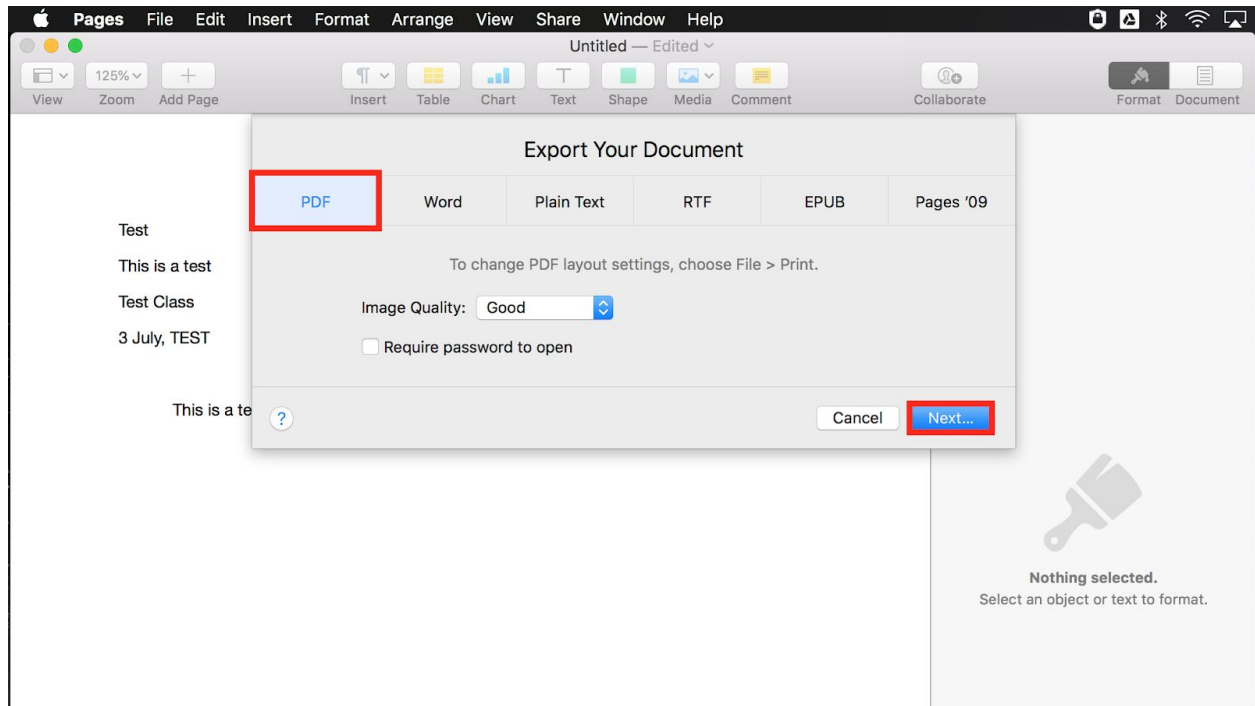 Pages File Edit Insert Format Arrange View Share Window Help
Untitled — Edited
125%
View Zoom Add Page Insert Table Chart Text Shape Media Comment Collaborate Format Document
Export Your Document
PDF Word Plain Text RTF EPUB Pages '09
To change PDF layout settings, choose File > Print.
Image Quality: Good
Require password to open
? Cancel Next...
Test
This is a test
Test Class
3 July, TEST
This is a te
Nothing selected.
Select an object or text to format.